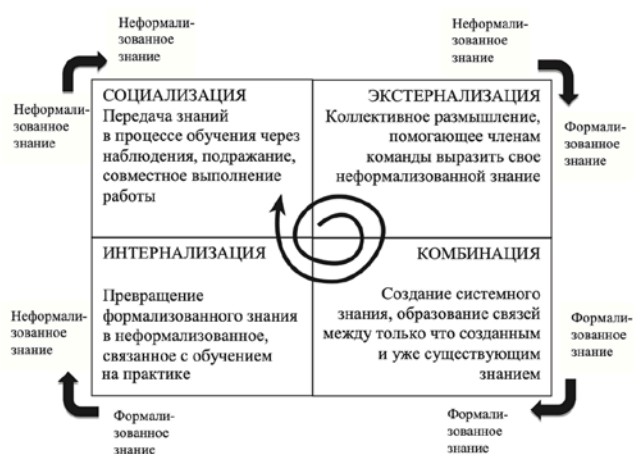 Неформали-
зованное
знание
Неформали-
зованное
знание
Неформали-
зованное
знание
Формали-
зованное
знание
СОЦИАЛИЗАЦИЯ
Передача знаний
в процессе обучения через
наблюдения, подражание,
совместное выполнение
работы
ЭКСТЕРНАЛИЗАЦИЯ
Коллективное размышление,
помогающее членам
команды выразить свое
неформализованной знание
ИНТЕРНАЛИЗАЦИЯ
Превращение
формализованного знания
в неформализованное,
связанное с обучением
на практике
КОМБИНАЦИЯ
Создание системного
знания, образование связей
между только что созданным
и уже существующим
знанием
Неформали-
зованное
знание
Формали-
зованное
знание
Формали-
зованное
знание
Формали-
зованное
знание